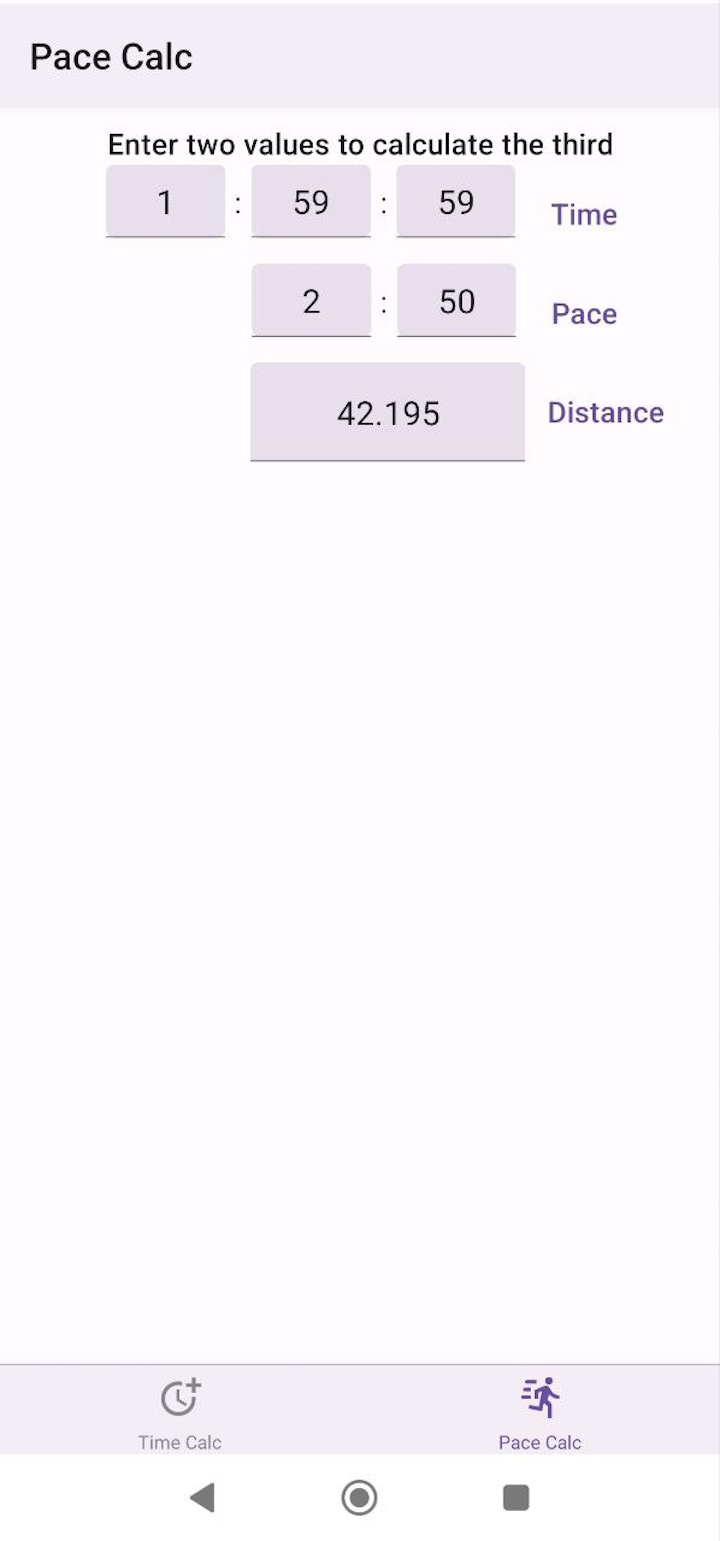 Pace Calc
Enter two values to calculate the third
1 : 59 : 59 Time
2 : 50 Pace
42.195 Distance
Time Calc Pace Calc